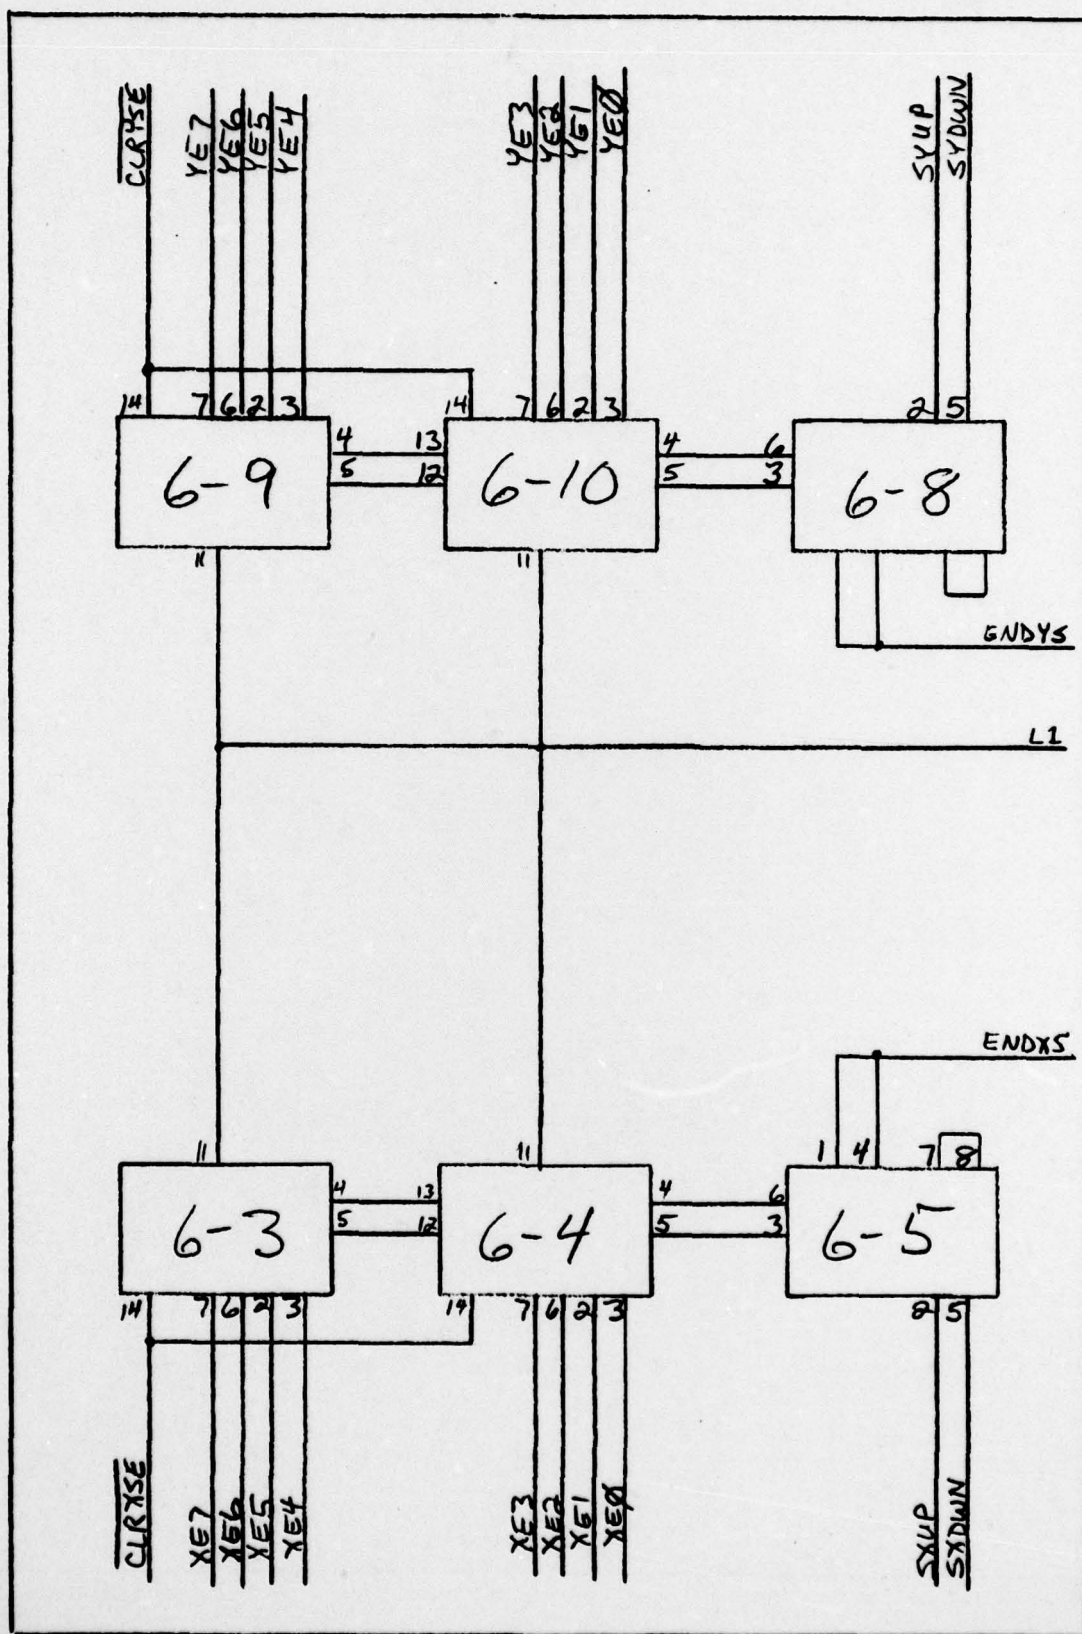 CLRYSE
YE7
YE6
YE5
YE4
YE3
YE2
YE1
YEØ
SYUP
SYDWN
14 7 6 2 3
14 7 6 2 3
2 5
6-9
4 13
5 12
6-10
4 6
5 3
6-8
11
11
ENDYS
L1
ENDXS
11
11
1 4 7 8
6-3
4 13
5 12
6-4
4 6
5 3
6-5
14 7 6 2 3
14 7 6 2 3
2 5
CLRXSE
XE7
XE6
XE5
XE4
XE3
XE2
XE1
XEØ
SXUP
SXDWN